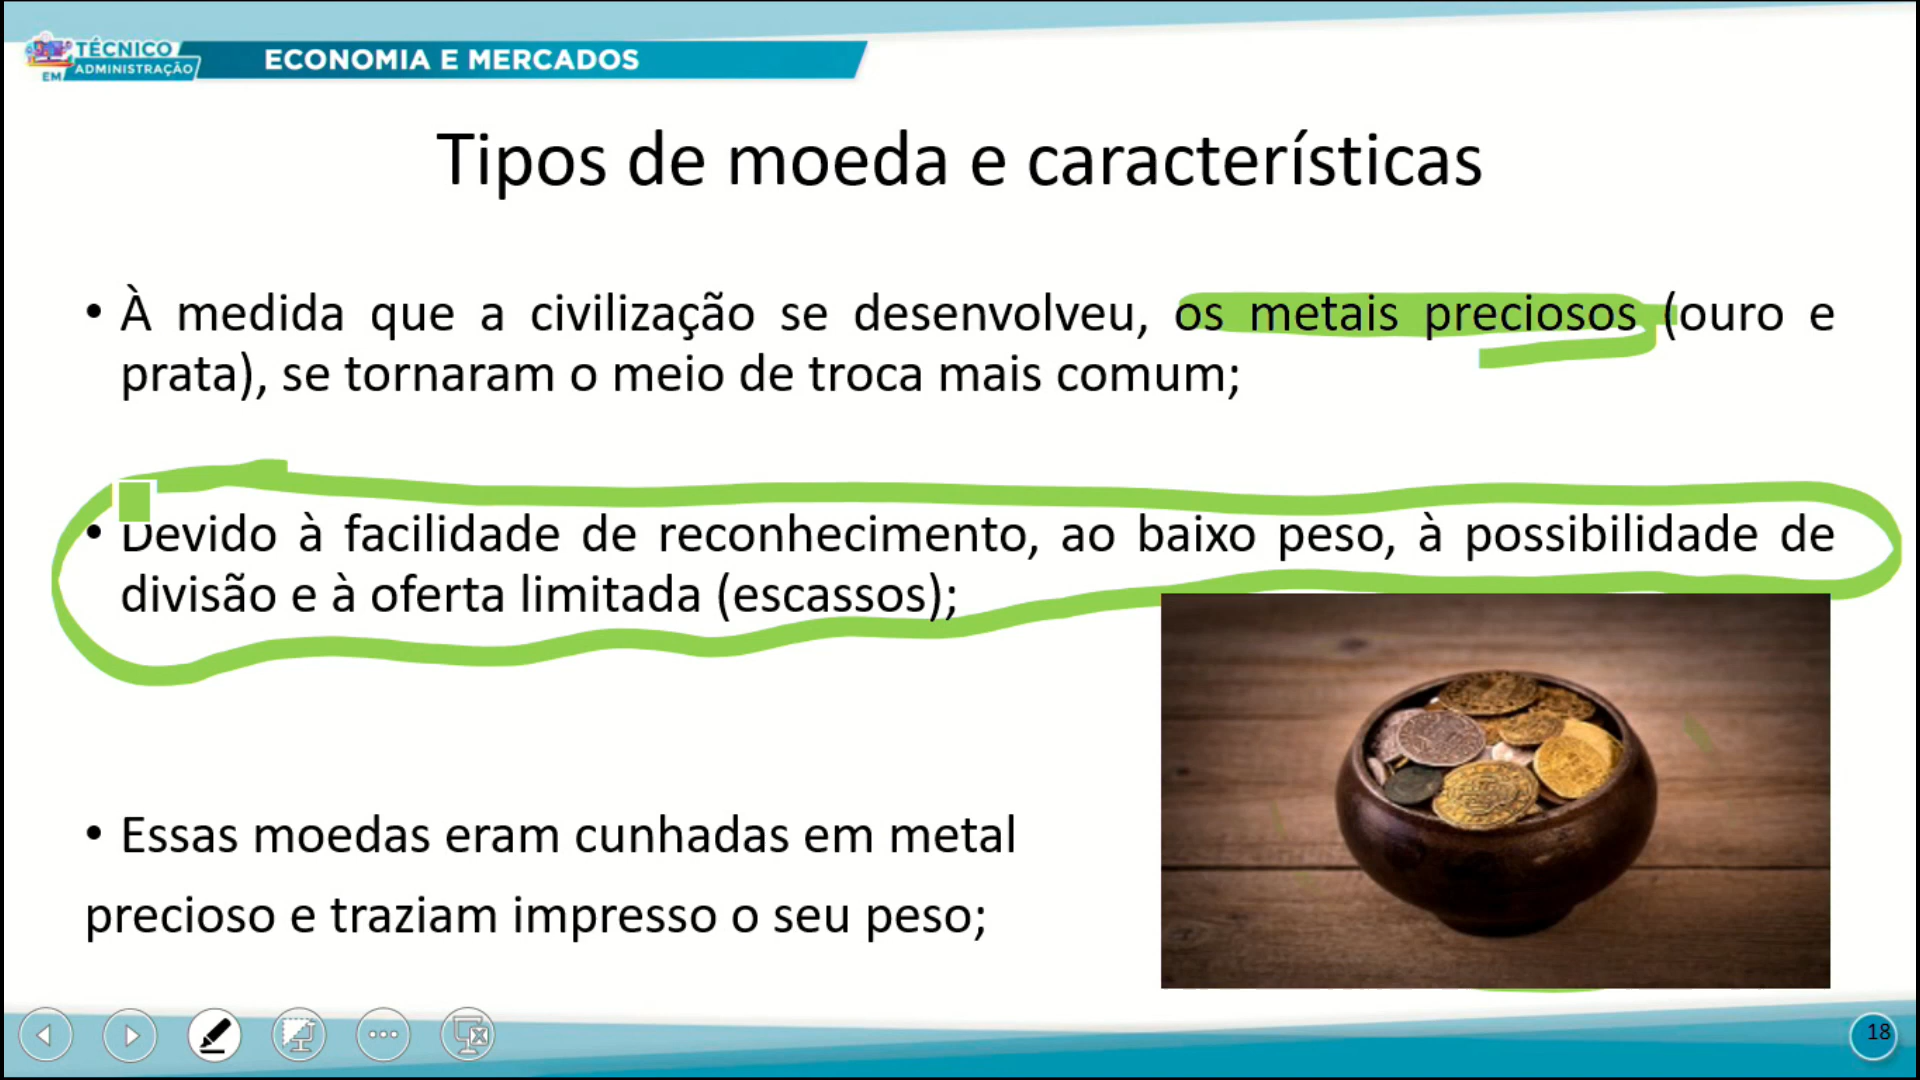 TÉCNICO
EM ADMINISTRAÇÃO
ECONOMIA E MERCADOS
Tipos de moeda e características
• À medida que a civilização se desenvolveu, os metais preciosos (ouro e
prata), se tornaram o meio de troca mais comum;
• Devido à facilidade de reconhecimento, ao baixo peso, à possibilidade de
divisão e à oferta limitada (escassos);
• Essas moedas eram cunhadas em metal
precioso e traziam impresso o seu peso;
18